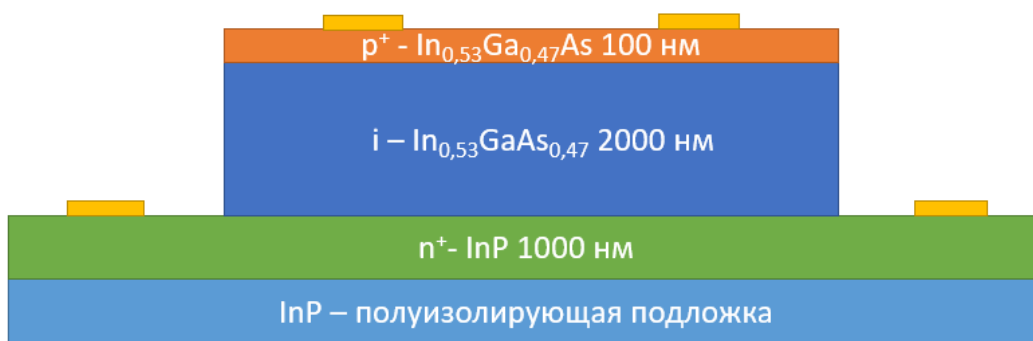 p⁺ - In₀,₅₃Ga₀,₄₇As 100 нм
i – In₀,₅₃GaAs₀,₄₇ 2000 нм
n⁺- InP 1000 нм
InP – полуизолирующая подложка